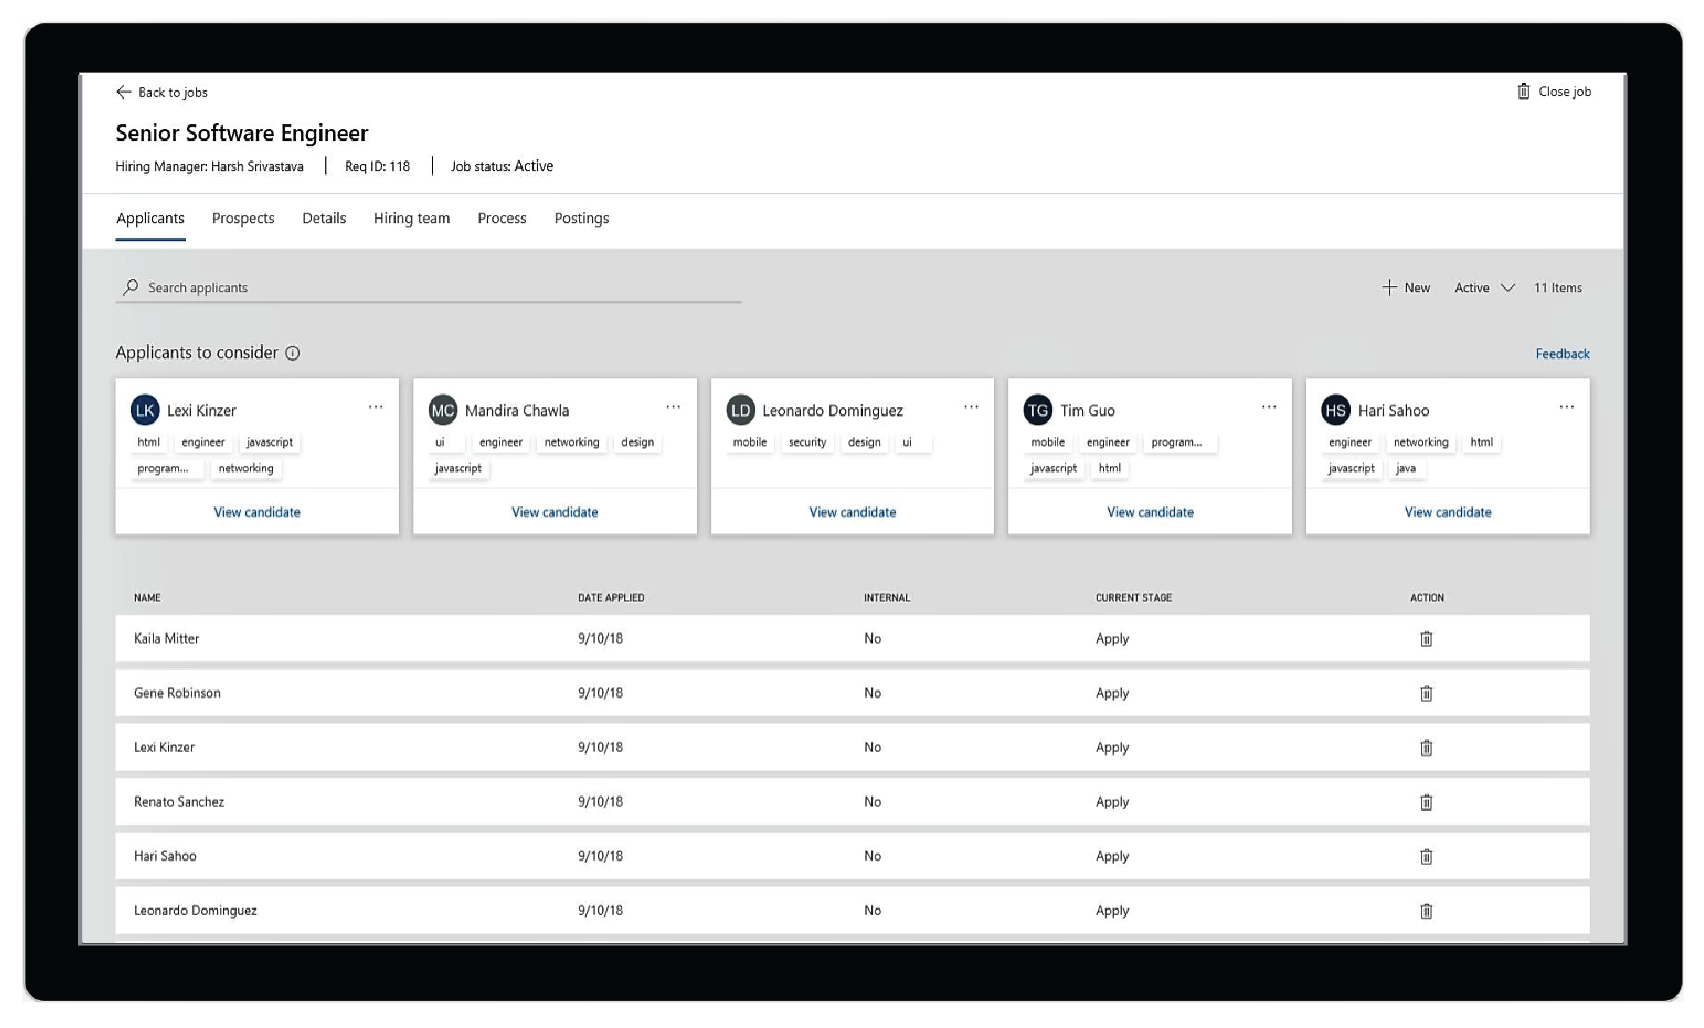 Back to jobs
Close job
Senior Software Engineer
Hiring Manager: Harsh Srivastava | Req ID: 118 | Job status: Active
Applicants Prospects Details Hiring team Process Postings
Search applicants
New Active 11 Items
Applicants to consider
Feedback
LK Lexi Kinzer ...
html engineer javascript
program... networking
View candidate
MC Mandira Chawla ...
ui engineer networking design
javascript
View candidate
LD Leonardo Dominguez ...
mobile security design ui
View candidate
TG Tim Guo ...
mobile engineer program...
javascript html
View candidate
HS Hari Sahoo ...
engineer networking html
javascript java
View candidate
NAME DATE APPLIED INTERNAL CURRENT STAGE ACTION
Kaila Mitter 9/10/18 No Apply
Gene Robinson 9/10/18 No Apply
Lexi Kinzer 9/10/18 No Apply
Renato Sanchez 9/10/18 No Apply
Hari Sahoo 9/10/18 No Apply
Leonardo Dominguez 9/10/18 No Apply